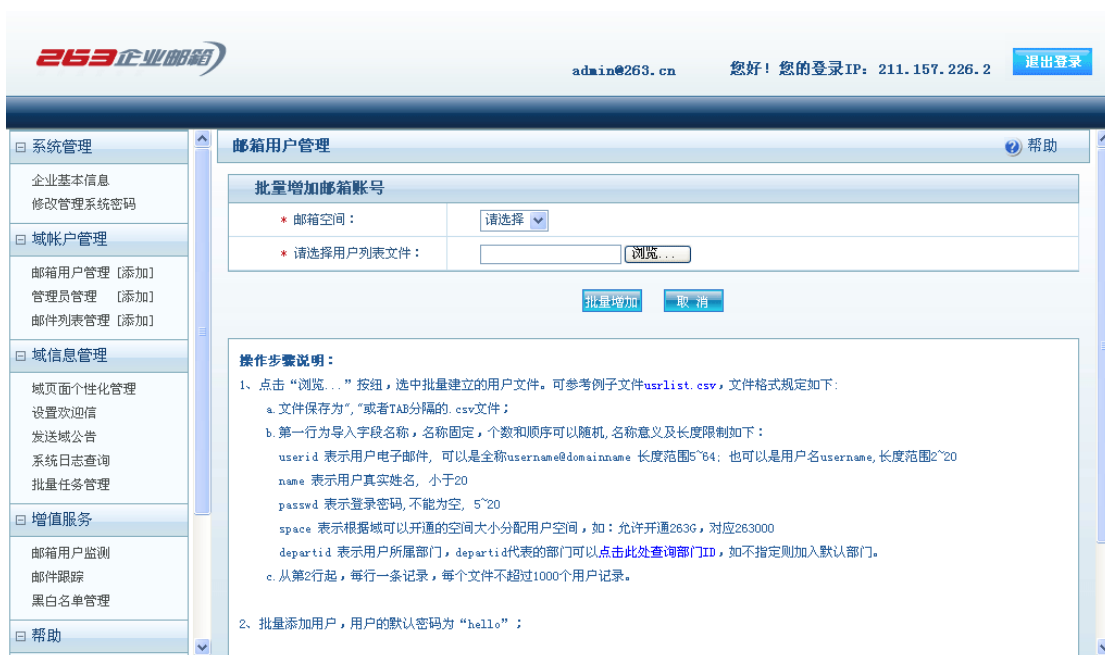 263企业邮箱
admin@263.cn 您好！您的登录IP: 211.157.226.2 退出登录
系统管理
企业基本信息
修改管理系统密码
域帐户管理
邮箱用户管理 [添加]
管理员管理 [添加]
邮件列表管理 [添加]
域信息管理
域页面个性化管理
设置欢迎信
发送域公告
系统日志查询
批量任务管理
增值服务
邮箱用户监测
邮件跟踪
黑白名单管理
帮助
邮箱用户管理 帮助
批量增加邮箱账号
* 邮箱空间： 请选择
* 请选择用户列表文件： 浏览...
批量增加 取 消
操作步骤说明：
1、点击“浏览...”按纽，选中批量建立的用户文件。可参考例子文件usrlist.csv，文件格式规定如下:
a.文件保存为","或者TAB分隔的.csv文件；
b.第一行为导入字段名称，名称固定，个数和顺序可以随机,名称意义及长度限制如下：
userid 表示用户电子邮件, 可以是全称username@domainname 长度范围5~64; 也可以是用户名username,长度范围2~20
name 表示用户真实姓名, 小于20
passwd 表示登录密码,不能为空, 5~20
space 表示根据域可以开通的空间大小分配用户空间，如：允许开通263G，对应263000
departid 表示用户所属部门，departid代表的部门可以点击此处查询部门ID，如不指定则加入默认部门。
c.从第2行起，每行一条记录，每个文件不超过1000个用户记录。
2、批量添加用户，用户的默认密码为“hello”；